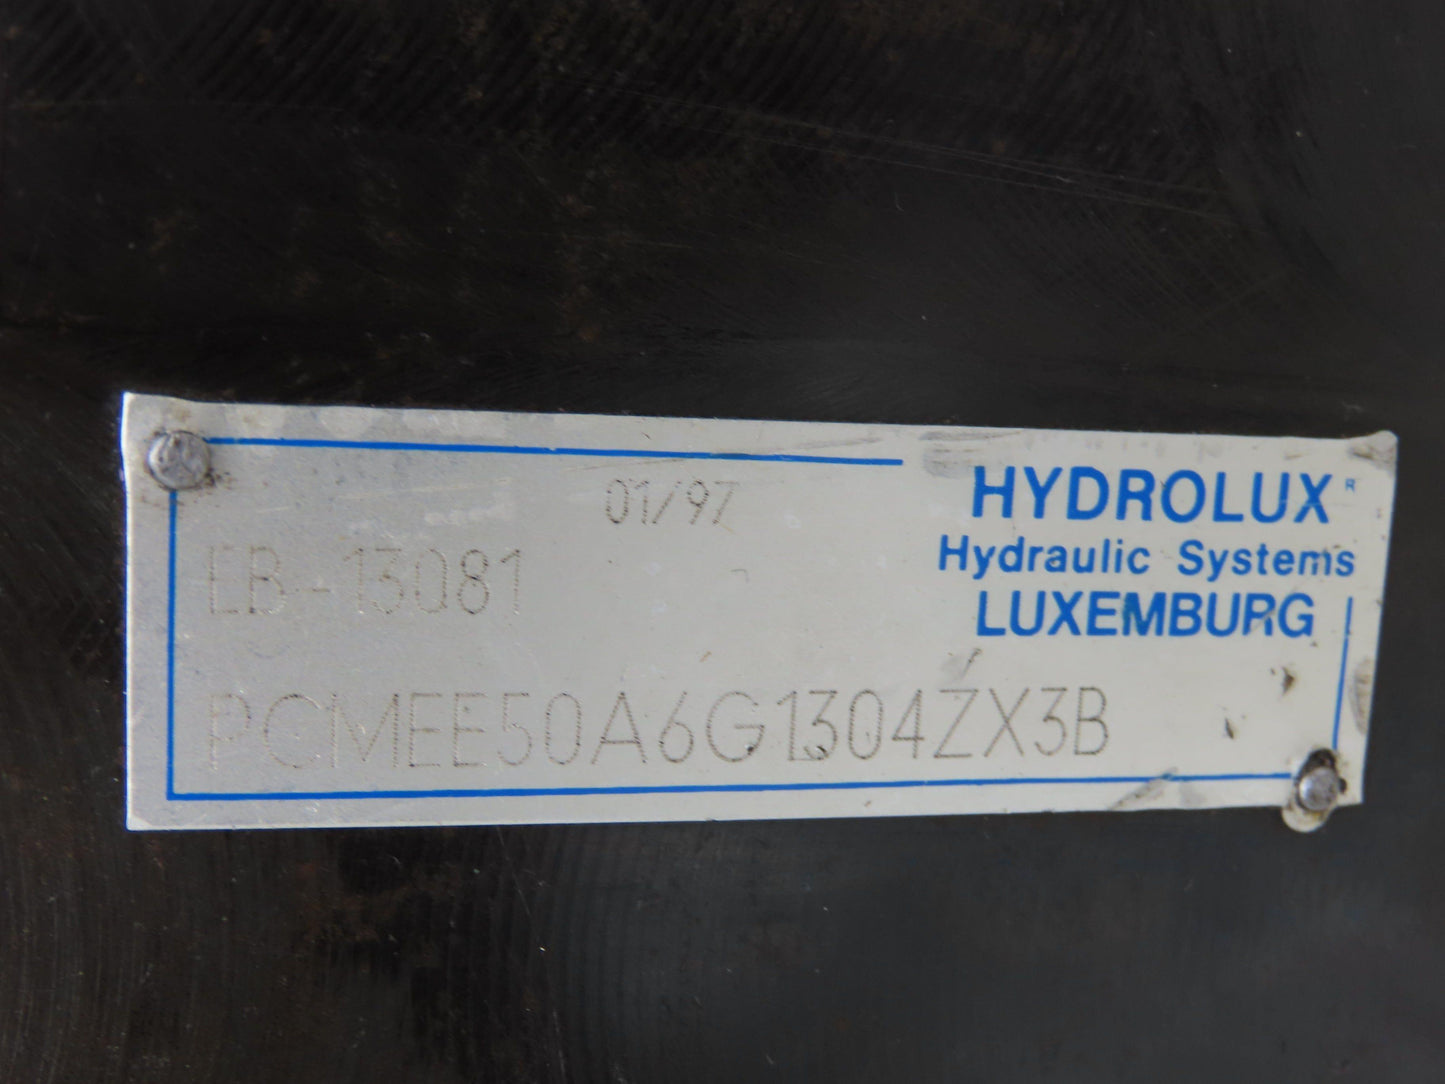 01/97
EB-13081
PCMEE50A6G1304ZX3B
HYDROLUX R
Hydraulic Systems
LUXEMBURG